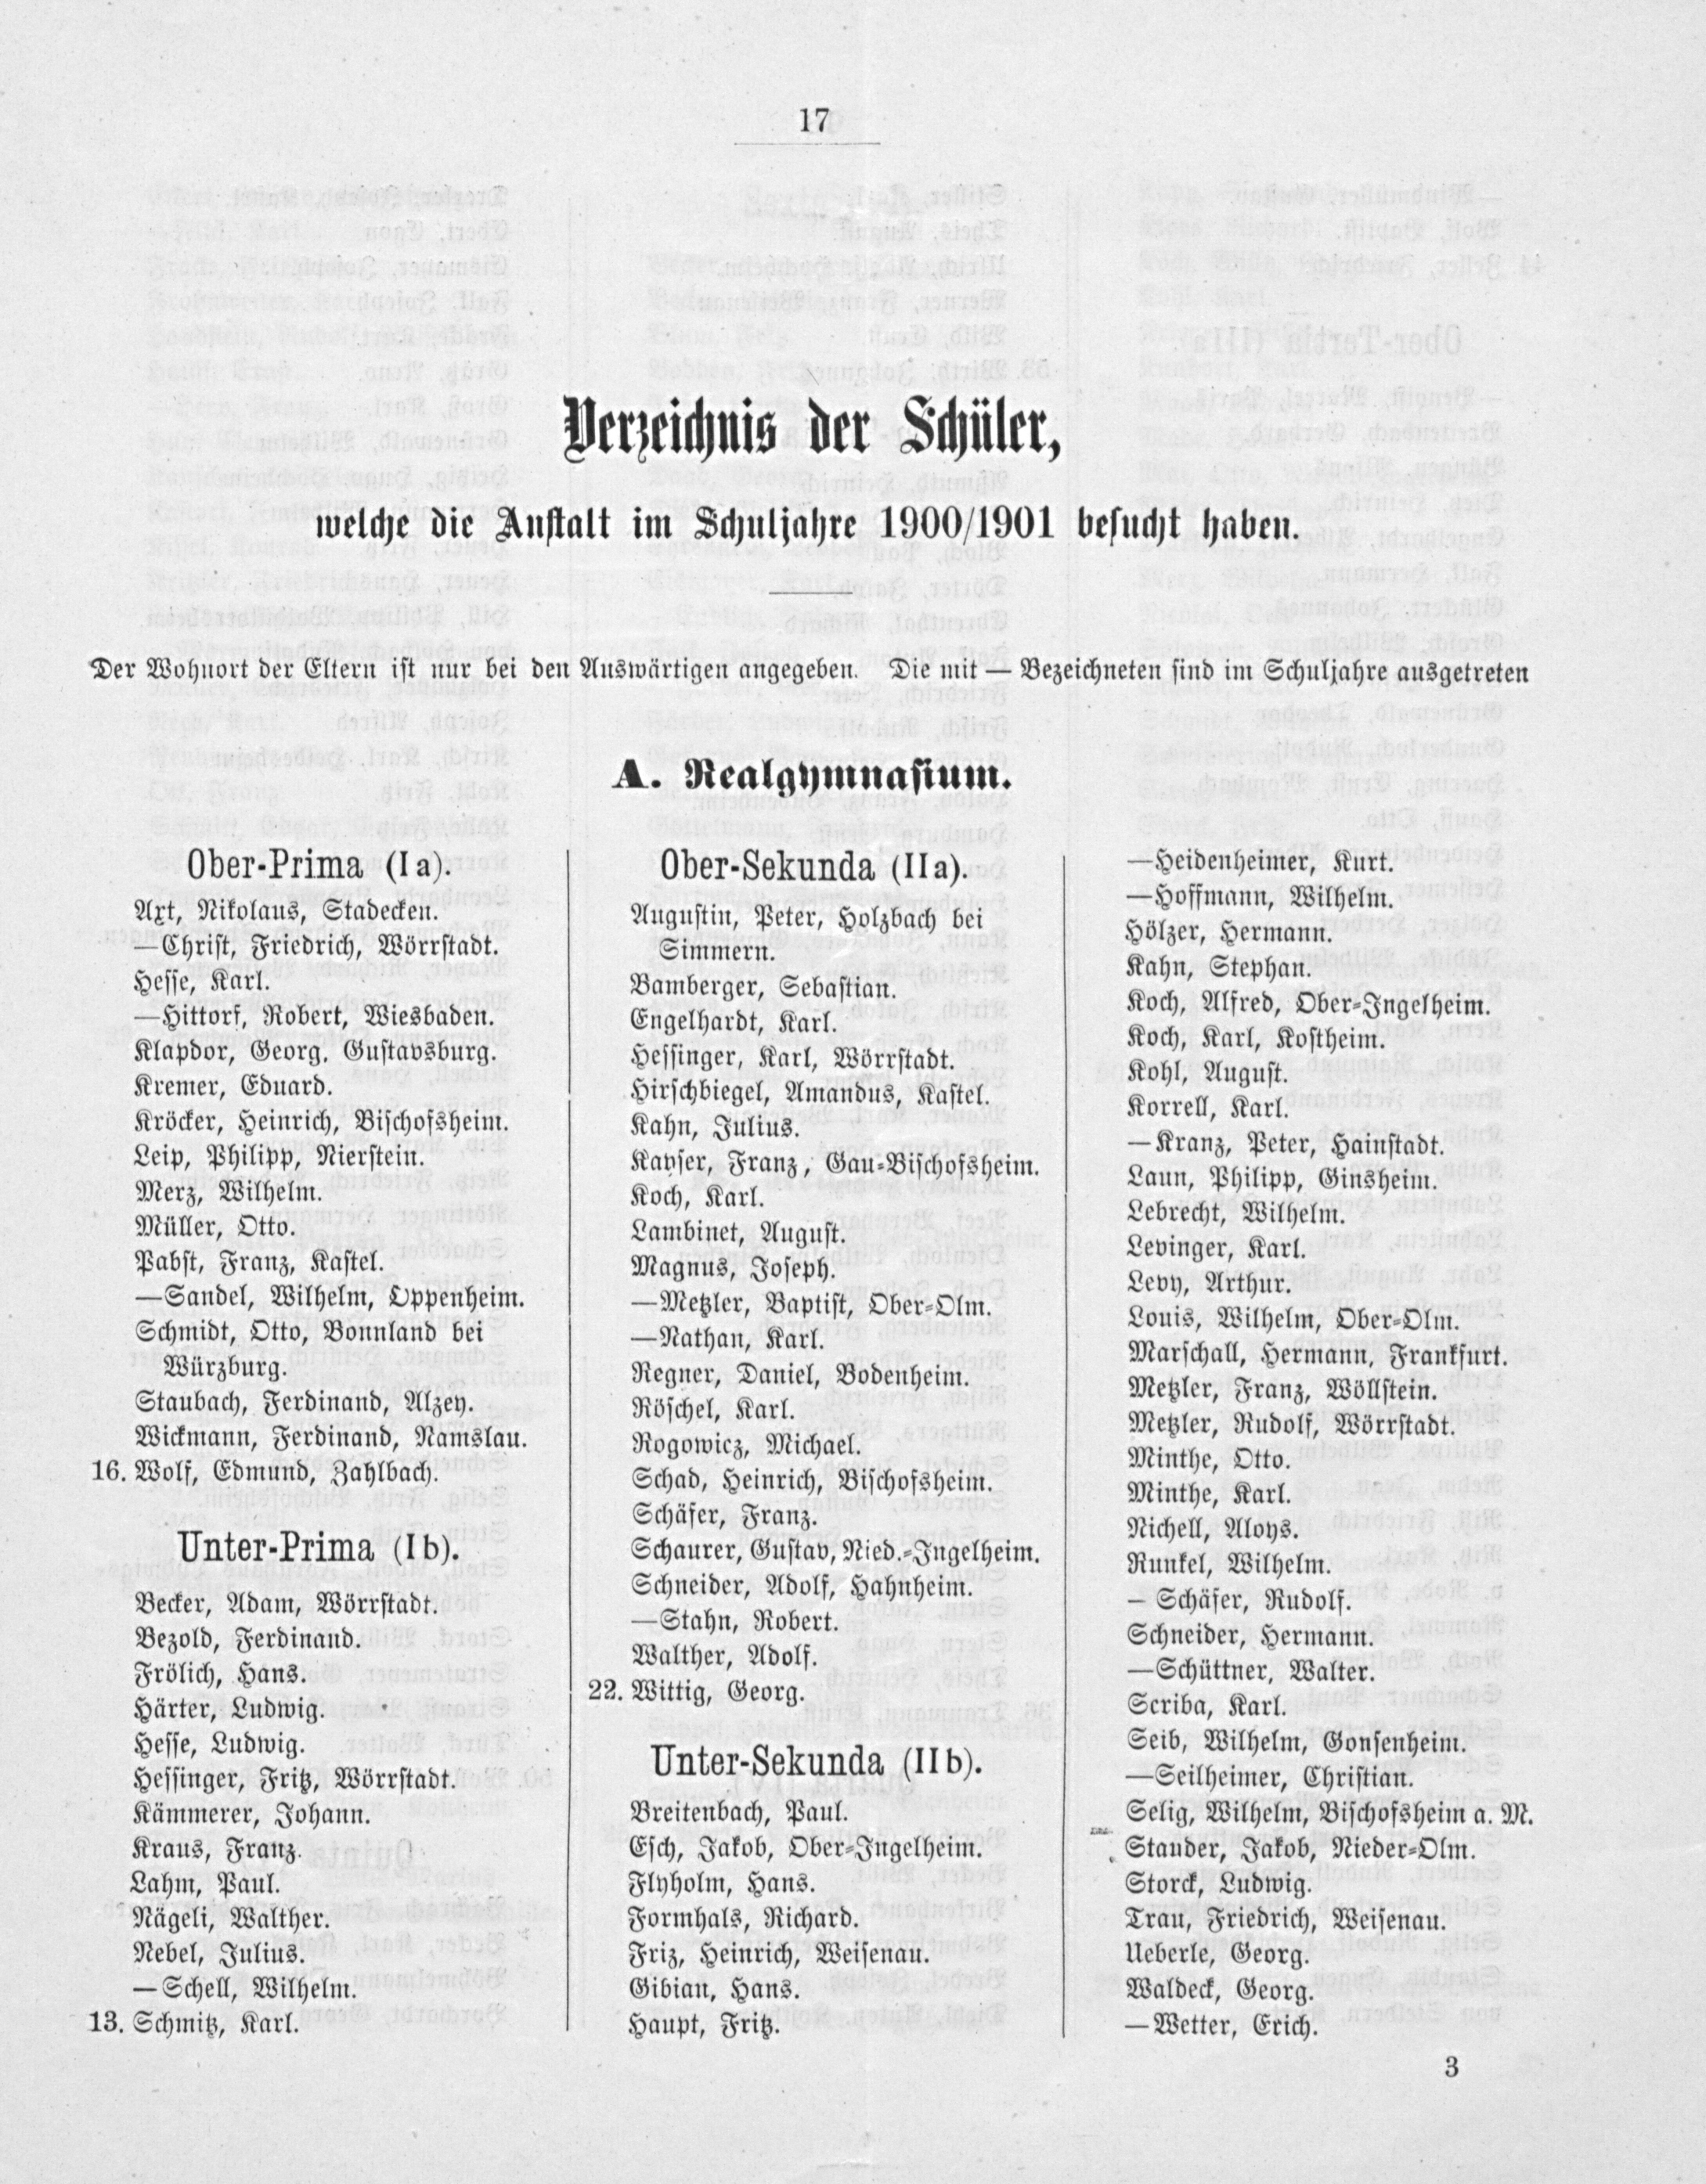 17
Verzeichnis der Schüler,
welche die Anstalt im Schuljahre 1900/1901 besucht haben.
Der Wohnort der Eltern ist nur bei den Auswärtigen angegeben. Die mit — Bezeichneten sind im Schuljahre ausgetreten
A. Realgymnasium.
Ober-Prima (Ia).
Axt, Nikolaus, Stadecken.
—Christ, Friedrich, Wörrstadt.
Hesse, Karl.
—Hittorf, Robert, Wiesbaden.
Klapdor, Georg, Gustavsburg.
Kremer, Eduard.
Kröcker, Heinrich, Bischofsheim.
Leip, Philipp, Nierstein.
Merz, Wilhelm.
Müller, Otto.
Pabst, Franz, Kastel.
—Sandel, Wilhelm, Oppenheim.
Schmidt, Otto, Bonnland bei
Würzburg.
Staubach, Ferdinand, Alzey.
Wickmann, Ferdinand, Namslau.
16. Wolf, Edmund, Zahlbach.
Unter-Prima (Ib).
Becker, Adam, Wörrstadt.
Bezold, Ferdinand.
Frölich, Hans.
Härter, Ludwig.
Hesse, Ludwig.
Hessinger, Fritz, Wörrstadt.
Kämmerer, Johann.
Kraus, Franz.
Lahm, Paul.
Nägeli, Walther.
Nebel, Julius.
—Schell, Wilhelm.
13. Schmitz, Karl.
Ober-Sekunda (IIa).
Augustin, Peter, Holzbach bei
Simmern.
Bamberger, Sebastian.
Engelhardt, Karl.
Hessinger, Karl, Wörrstadt.
Hirschbiegel, Amandus, Kastel.
Kahn, Julius.
Kayser, Franz, Gau-Bischofsheim.
Koch, Karl.
Lambinet, August.
Magnus, Joseph.
—Metzler, Baptist, Ober-Olm.
—Nathan, Karl.
Regner, Daniel, Bodenheim.
Röschel, Karl.
Rogowicz, Michael.
Schad, Heinrich, Bischofsheim.
Schäfer, Franz.
Schaurer, Gustav, Nied.-Ingelheim.
Schneider, Adolf, Hahnheim.
—Stahn, Robert.
Walther, Adolf.
22. Wittig, Georg.
Unter-Sekunda (IIb).
Breitenbach, Paul.
Esch, Jakob, Ober-Ingelheim.
Flyholm, Hans.
Formhals, Richard.
Friz, Heinrich, Weisenau.
Gibian, Hans.
Haupt, Fritz.
—Heidenheimer, Kurt.
—Hoffmann, Wilhelm.
Hölzer, Hermann.
Kahn, Stephan.
Koch, Alfred, Ober-Ingelheim.
Koch, Karl, Kostheim.
Kohl, August.
Korrell, Karl.
—Kranz, Peter, Hainstadt.
Laun, Philipp, Ginsheim.
Lebrecht, Wilhelm.
Levinger, Karl.
Levy, Arthur.
Louis, Wilhelm, Ober-Olm.
Marschall, Hermann, Frankfurt.
Metzler, Franz, Wöllstein.
Metzler, Rudolf, Wörrstadt.
Minthe, Otto.
Minthe, Karl.
Nichell, Aloys.
Runkel, Wilhelm.
– Schäfer, Rudolf.
Schneider, Hermann.
—Schüttner, Walter.
Scriba, Karl.
Seib, Wilhelm, Gonsenheim.
—Seilheimer, Christian.
Selig, Wilhelm, Bischofsheim a. M.
Stauder, Jakob, Nieder-Olm.
Storck, Ludwig.
Trau, Friedrich, Weisenau.
Ueberle, Georg.
Waldeck, Georg.
—Wetter, Erich.
3